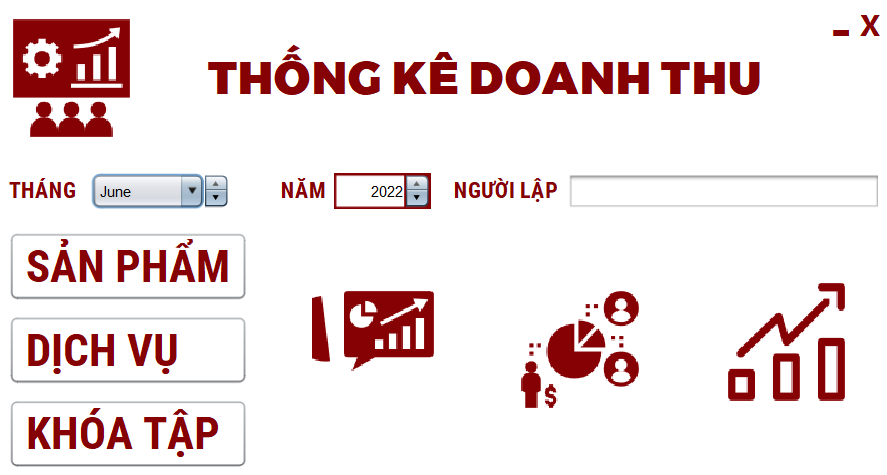 X
THỐNG KÊ DOANH THU
THÁNG June NĂM 2022 NGƯỜI LẬP
SẢN PHẨM
DỊCH VỤ
KHÓA TẬP
$